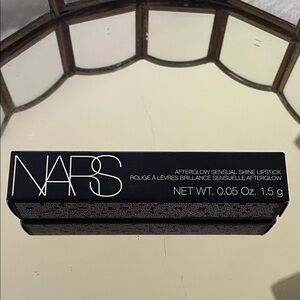 NARS
AFTERGLOW SENSUAL SHINE LIPSTICK
ROUGE À LÈVRES BRILLANCE SENSUELLE AFTERGLOW
NET WT. 0.05 Oz. 1.5 g